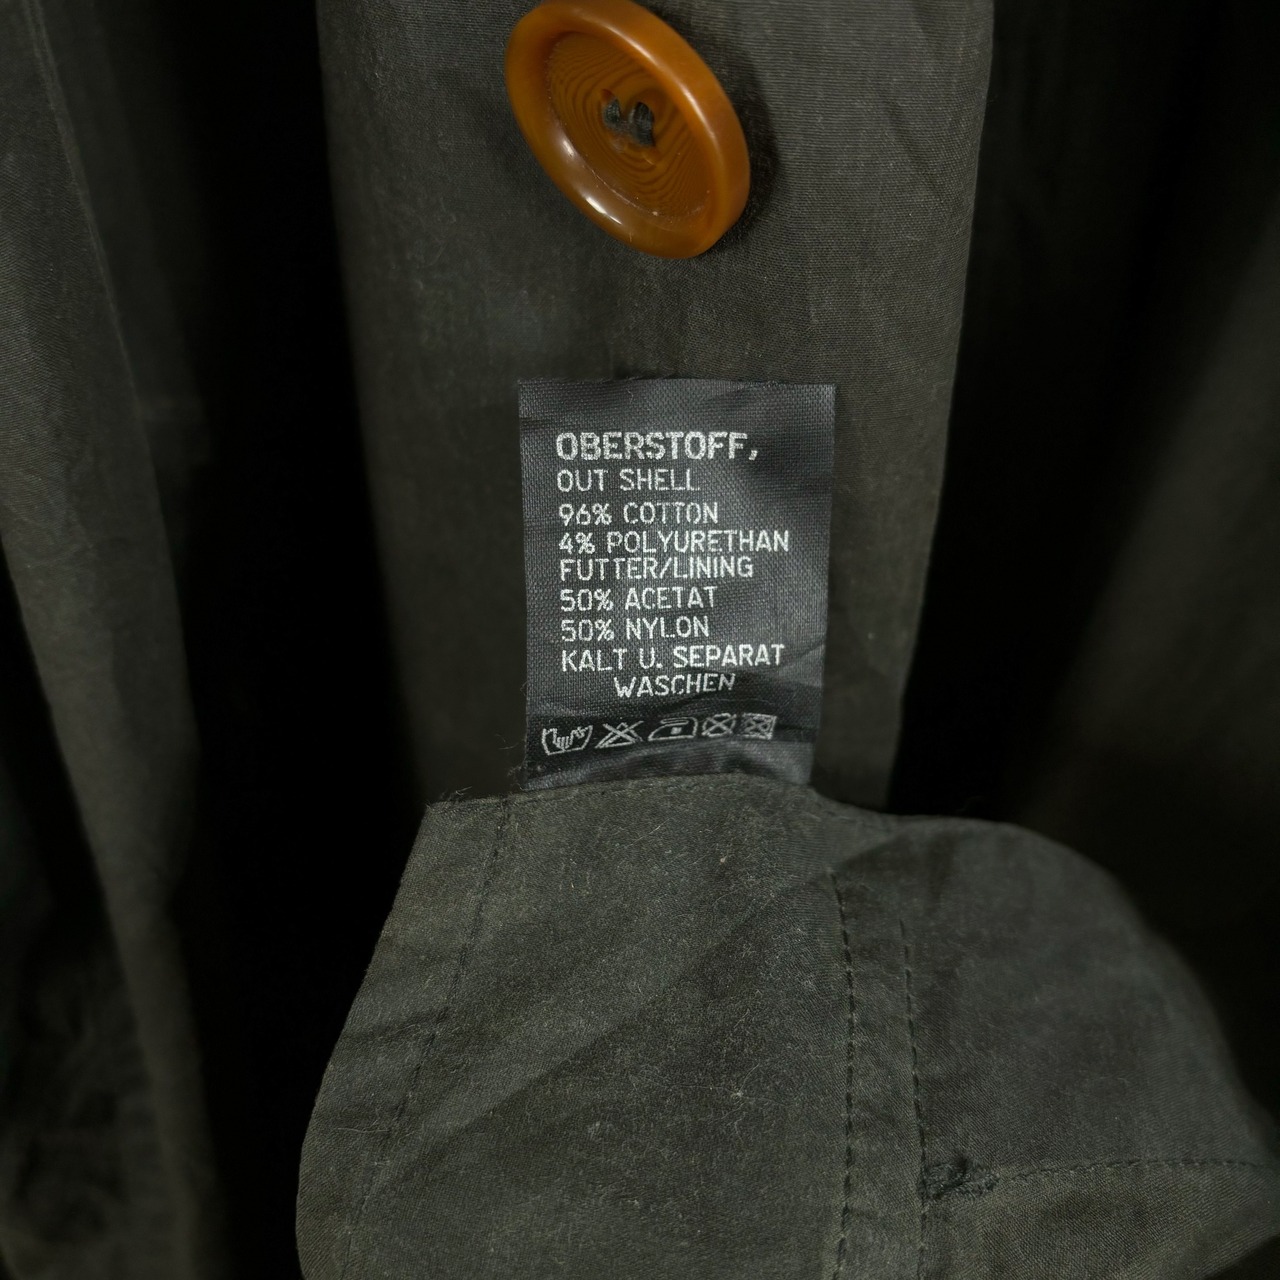 OBERSTOFF,
OUT SHELL
96% COTTON
4% POLYURETHAN
FUTTER/LINING
50% ACETAT
50% NYLON
KALT U. SEPARAT
WASCHEN